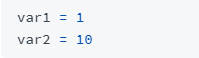 var1 = 1
var2 = 10